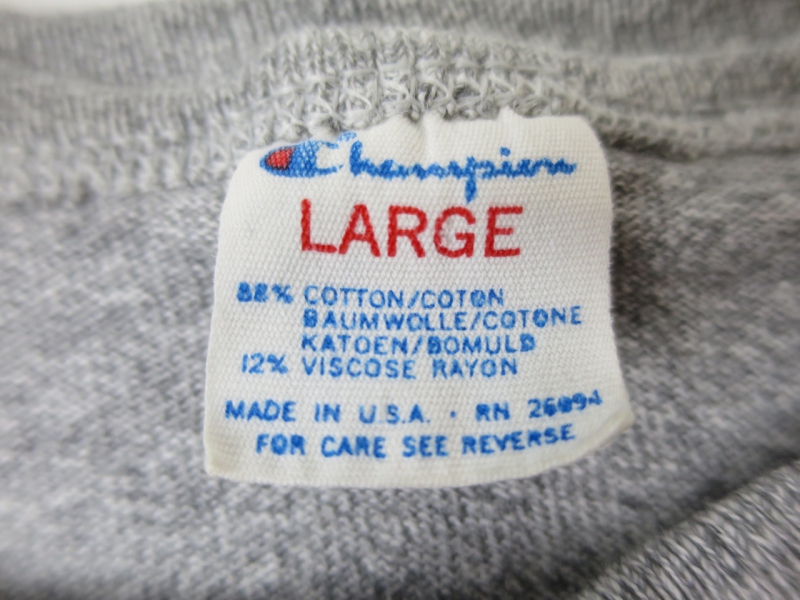 Champion
LARGE
88% COTTON/COTON
BAUMWOLLE/COTONE
KATOEN/BOMULD
12% VISCOSE RAYON
MADE IN U.S.A. · RN 26094
FOR CARE SEE REVERSE